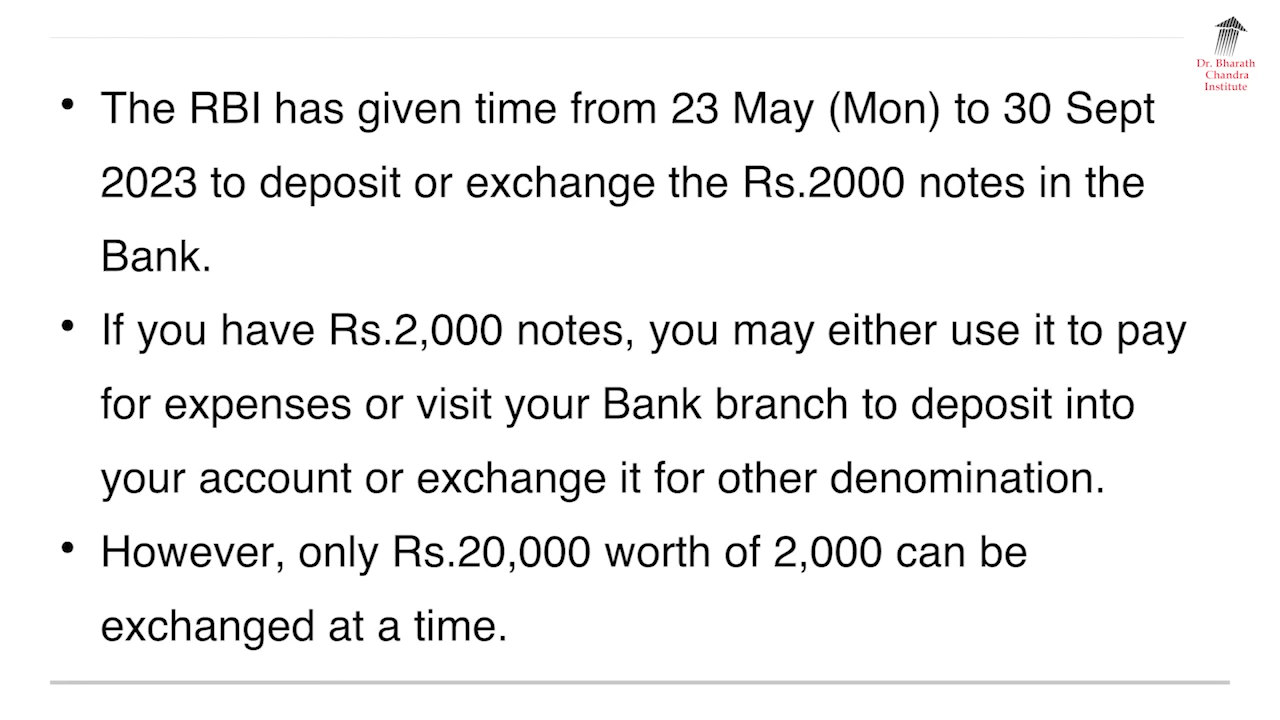 Dr. Bharath
Chandra
Institute
• The RBI has given time from 23 May (Mon) to 30 Sept
2023 to deposit or exchange the Rs.2000 notes in the
Bank.
• If you have Rs.2,000 notes, you may either use it to pay
for expenses or visit your Bank branch to deposit into
your account or exchange it for other denomination.
• However, only Rs.20,000 worth of 2,000 can be
exchanged at a time.